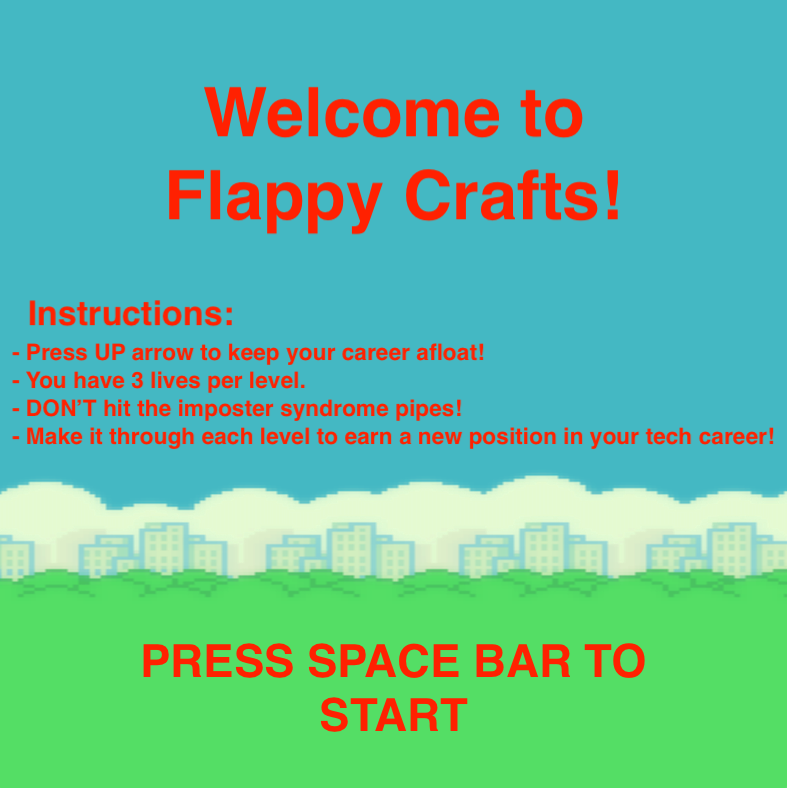 Welcome to
Flappy Crafts!
Instructions:
- Press UP arrow to keep your career afloat!
- You have 3 lives per level.
- DON’T hit the imposter syndrome pipes!
- Make it through each level to earn a new position in your tech career!
PRESS SPACE BAR TO
START